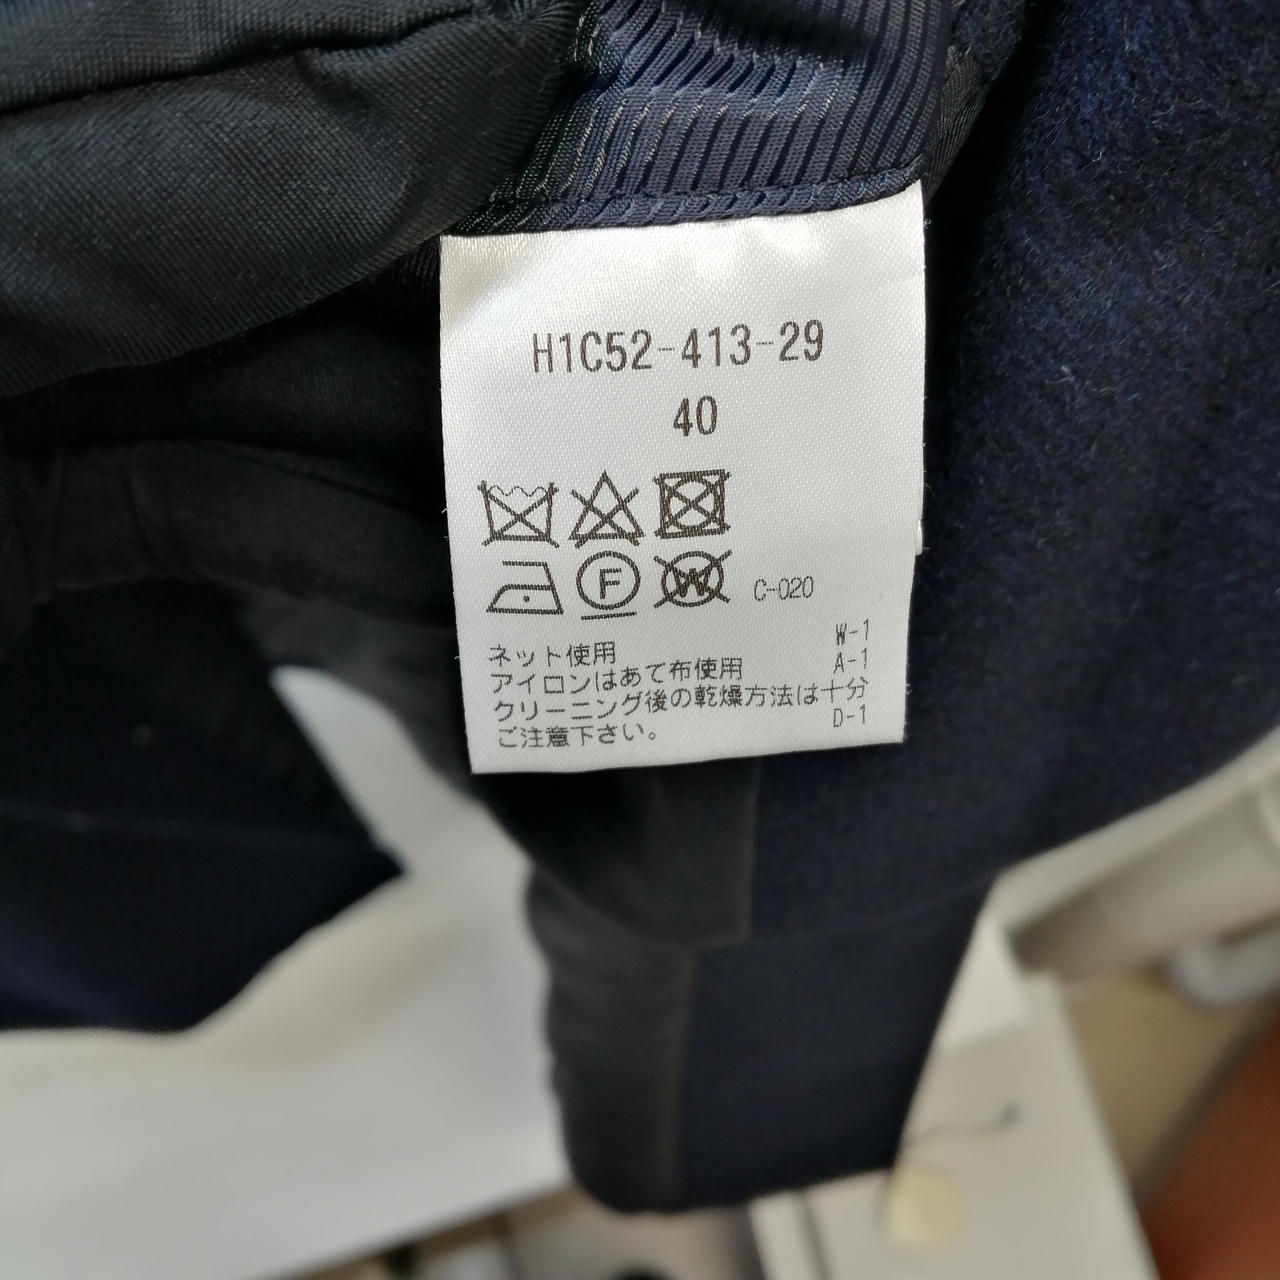 H1C52-413-29
40
F
W
C-020
ネット使用
W-1
アイロンはあて布使用
A-1
クリーニング後の乾燥方法は十分
ご注意下さい。
D-1